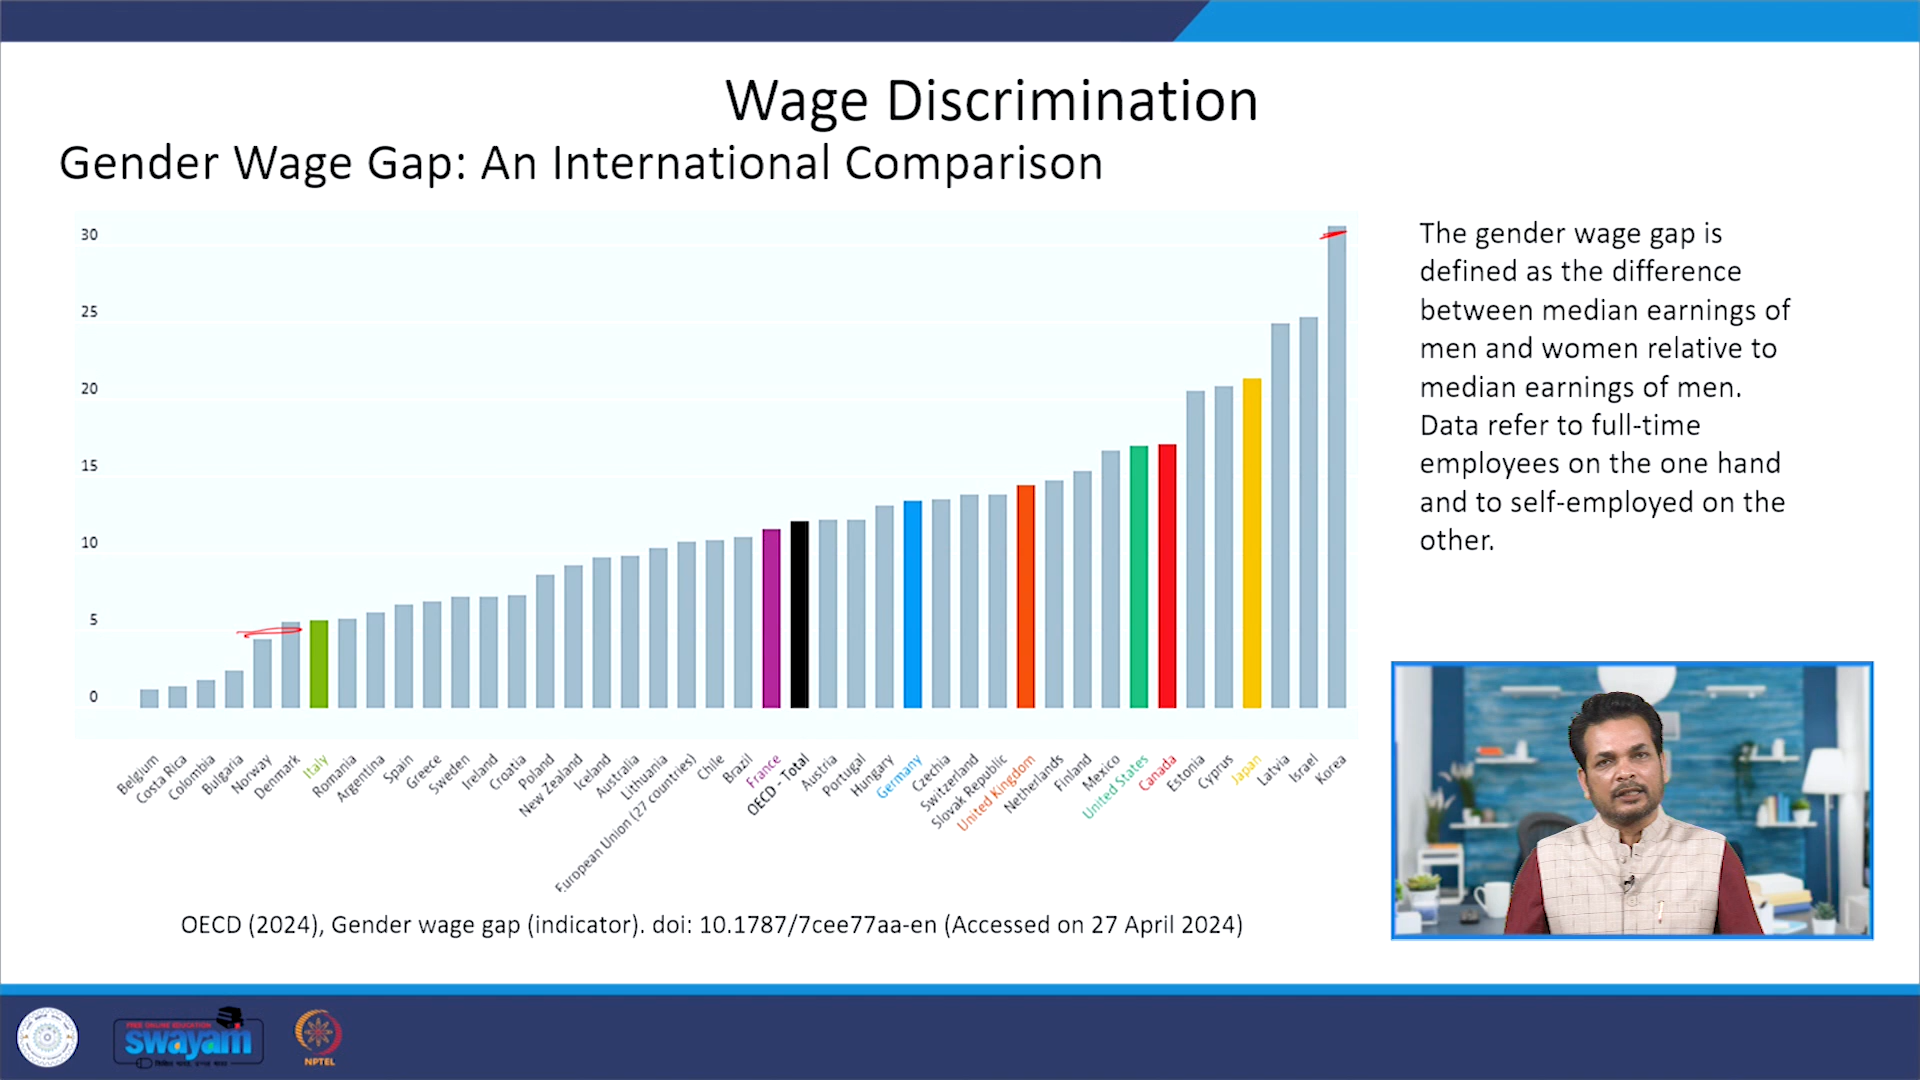 Wage Discrimination
Gender Wage Gap: An International Comparison
30
25
20
15
10
5
0
Belgium
Costa Rica
Colombia
Bulgaria
Norway
Denmark
Italy
Romania
Argentina
Spain
Greece
Sweden
Ireland
Croatia
Poland
New Zealand
Iceland
Australia
Lithuania
European Union (27 countries)
Chile
Brazil
France
OECD - Total
Austria
Portugal
Hungary
Germany
Czechia
Switzerland
Slovak Republic
United Kingdom
Netherlands
Finland
Mexico
United States
Canada
Estonia
Cyprus
Japan
Latvia
Israel
Korea
The gender wage gap is
defined as the difference
between median earnings of
men and women relative to
median earnings of men.
Data refer to full-time
employees on the one hand
and to self-employed on the
other.
OECD (2024), Gender wage gap (indicator). doi: 10.1787/7cee77aa-en (Accessed on 27 April 2024)
FREE ONLINE EDUCATION
swayam
NPTEL